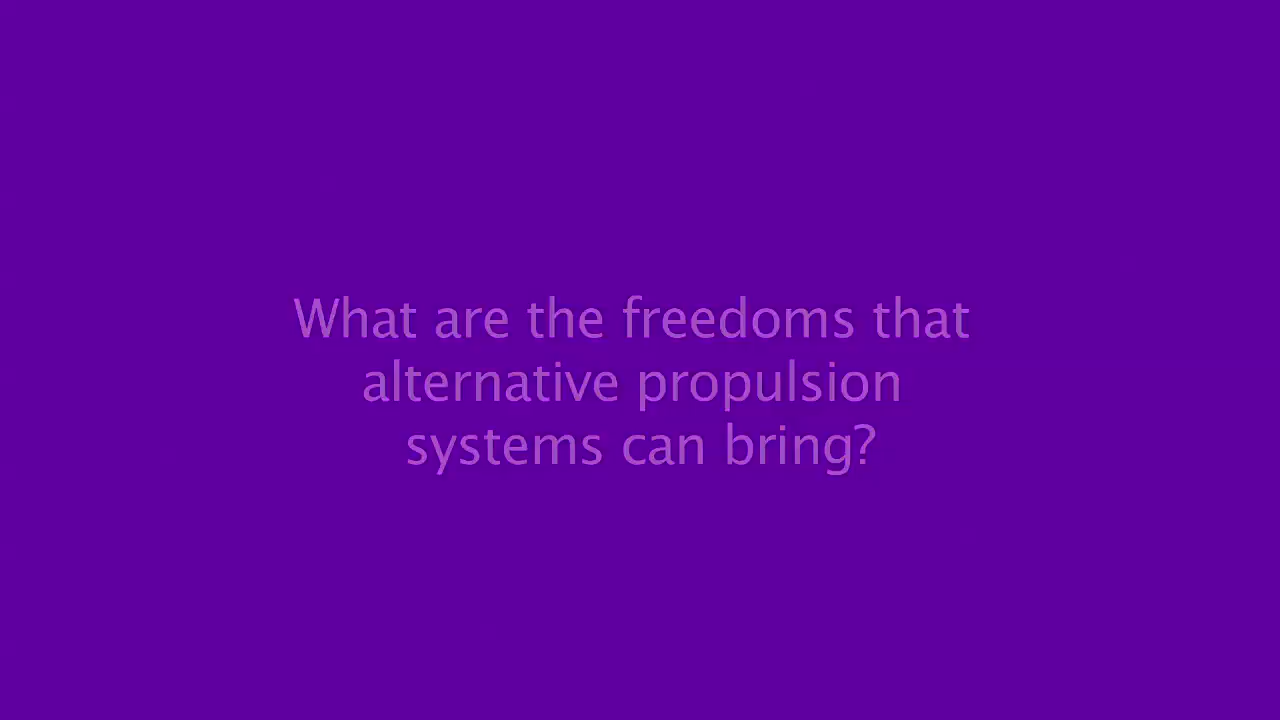 What are the freedoms that
alternative propulsion
systems can bring?